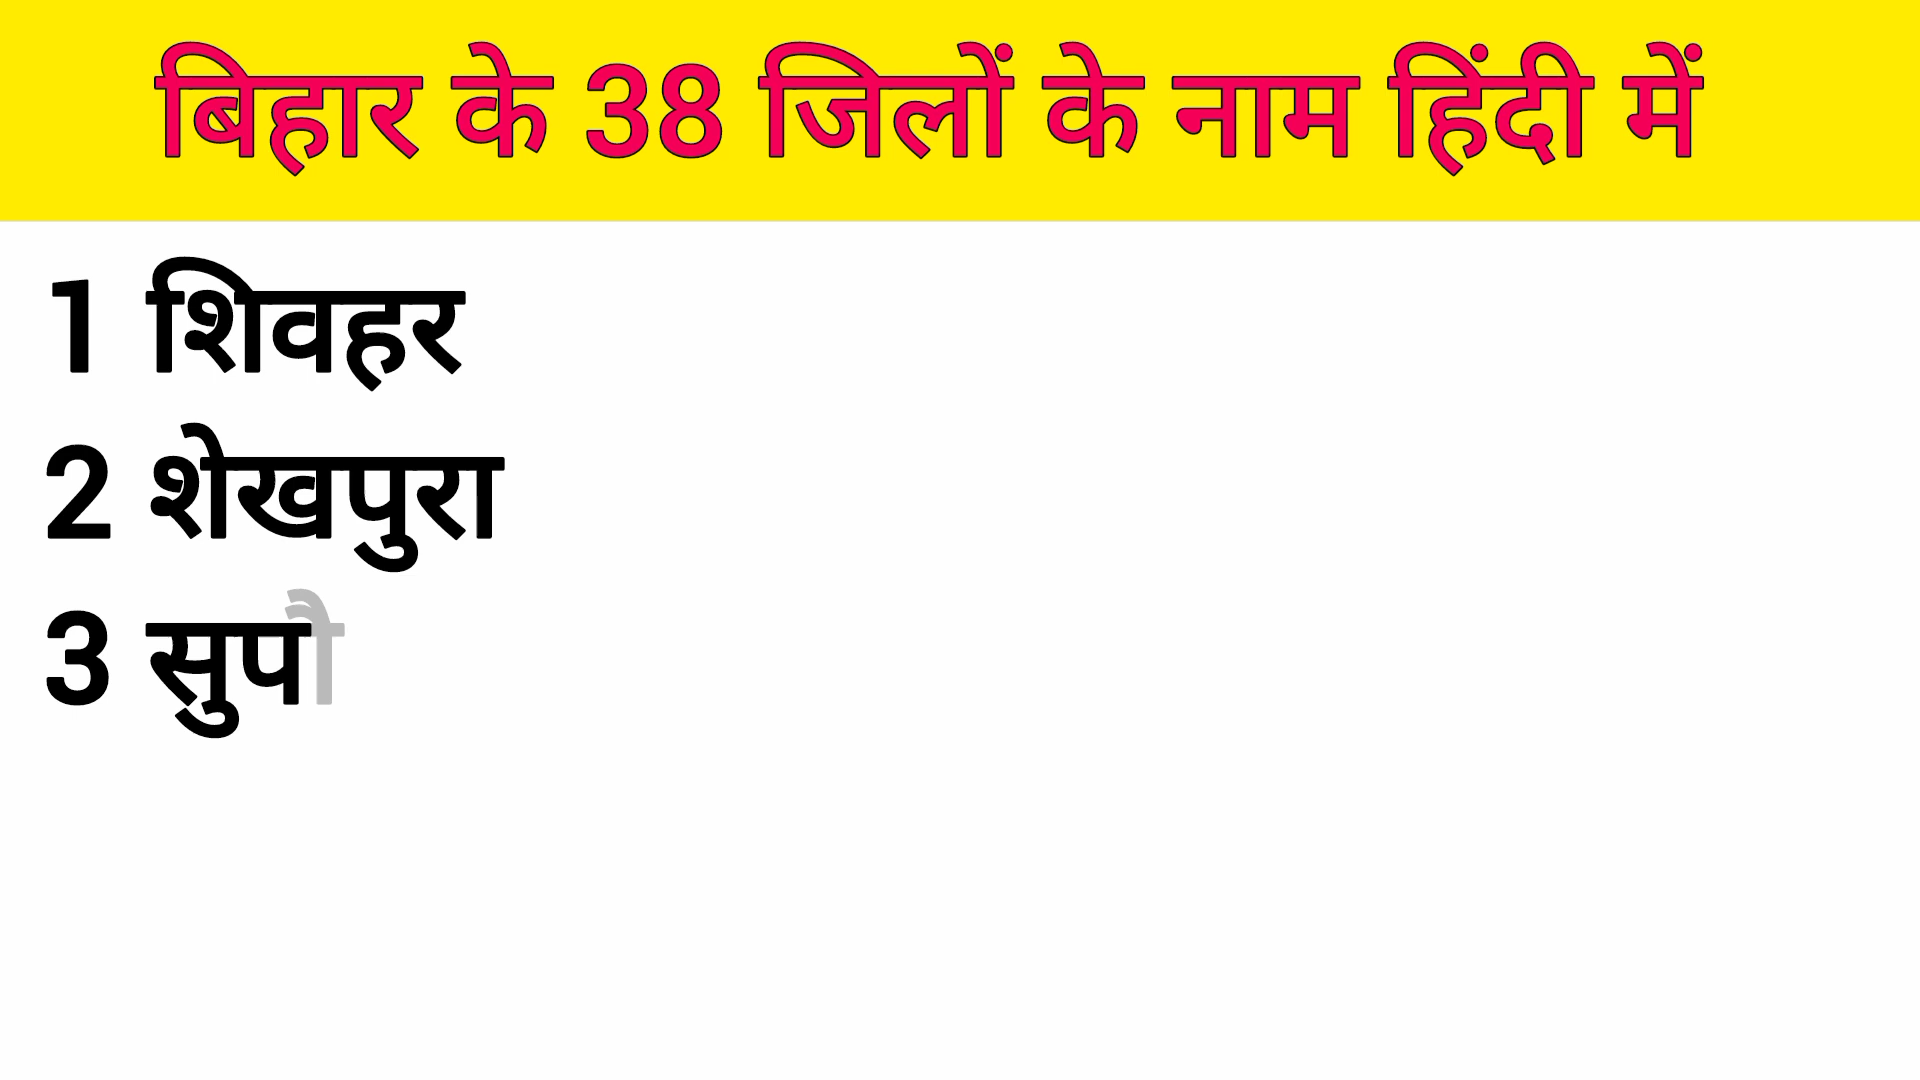 बिहार के 38 जिलों के नाम हिंदी में
1 शिवहर
2 शेखपुरा
3 सुपौ